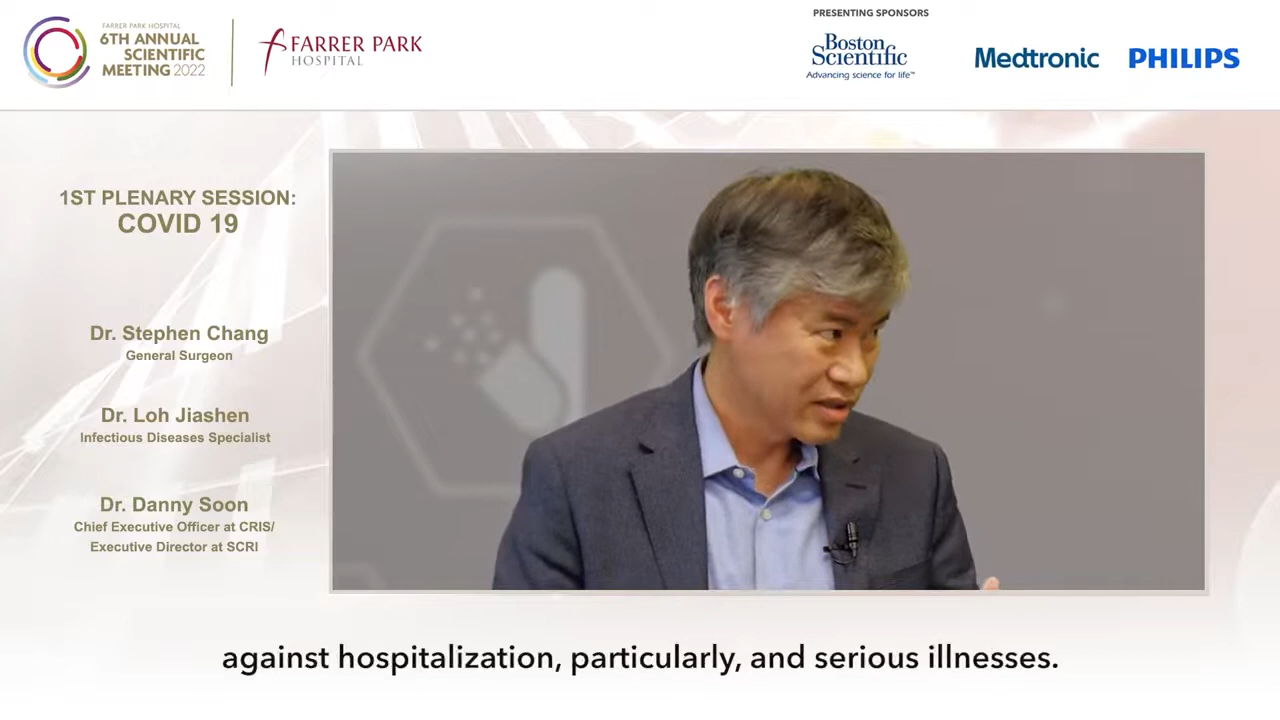 FARRER PARK HOSPITAL
6TH ANNUAL
SCIENTIFIC
MEETING 2022
FARRER PARK
HOSPITAL
PRESENTING SPONSORS
Boston
Scientific
Advancing science for life™
Medtronic
PHILIPS
1ST PLENARY SESSION:
COVID 19
Dr. Stephen Chang
General Surgeon
Dr. Loh Jiashen
Infectious Diseases Specialist
Dr. Danny Soon
Chief Executive Officer at CRIS/
Executive Director at SCRI
against hospitalization, particularly, and serious illnesses.